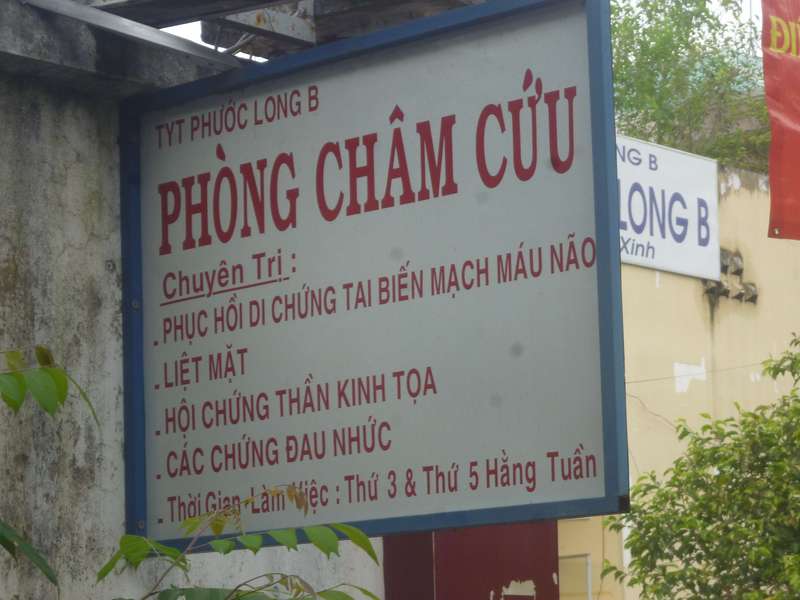 TYT PHƯỚC LONG B
PHÒNG CHÂM CỨU
Chuyên Trị :
- PHỤC HỒI DI CHỨNG TAI BIẾN MẠCH MÁU NÃO
- LIỆT MẶT
- HỘI CHỨNG THẦN KINH TỌA
- CÁC CHỨNG ĐAU NHỨC
- Thời Gian Làm Việc : Thứ 3 & Thứ 5 Hằng Tuần
NG B
LONG B
Xinh